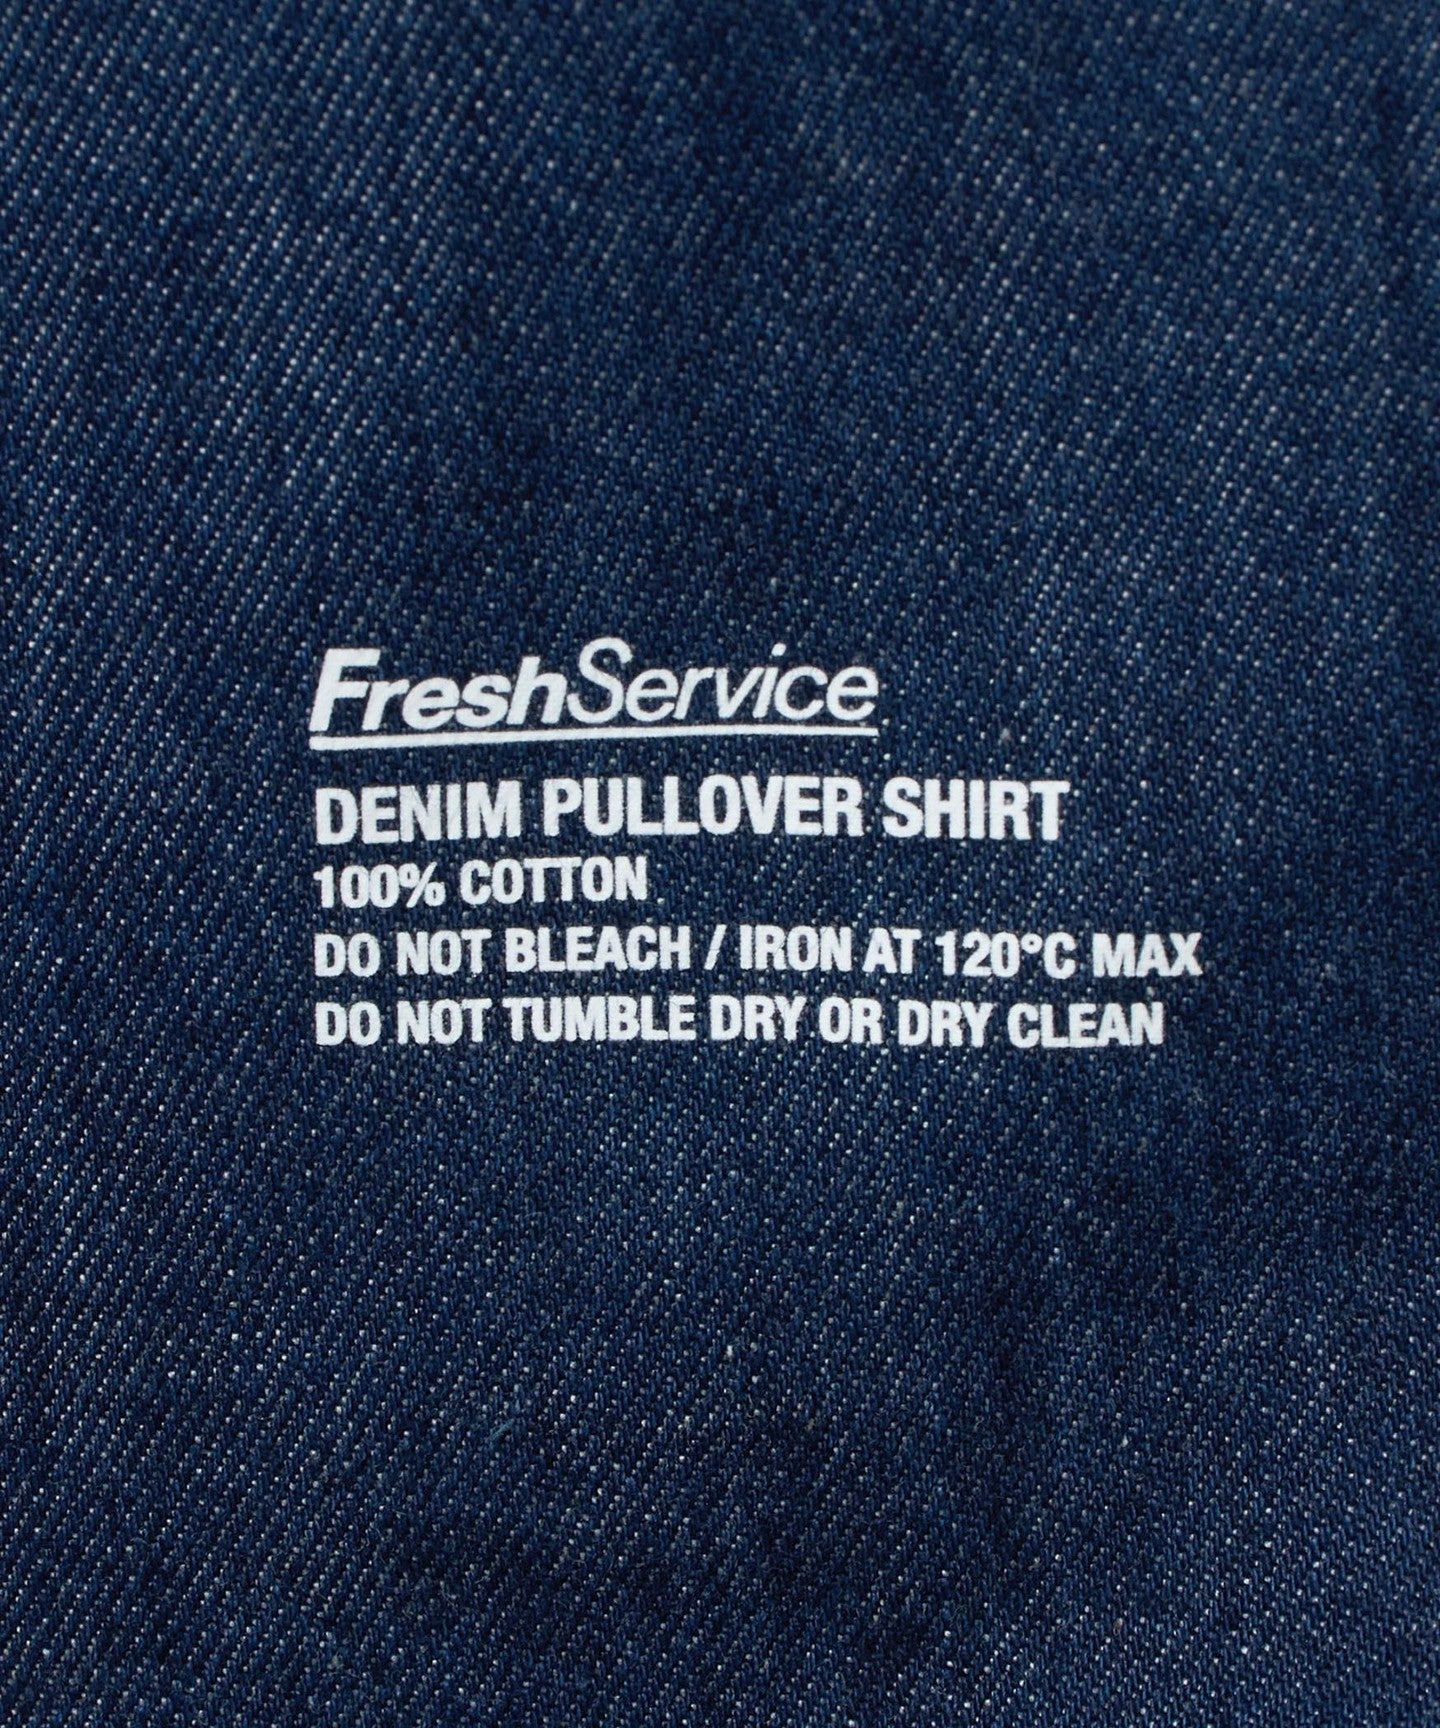 FreshService
DENIM PULLOVER SHIRT
100% COTTON
DO NOT BLEACH / IRON AT 120°C MAX
DO NOT TUMBLE DRY OR DRY CLEAN